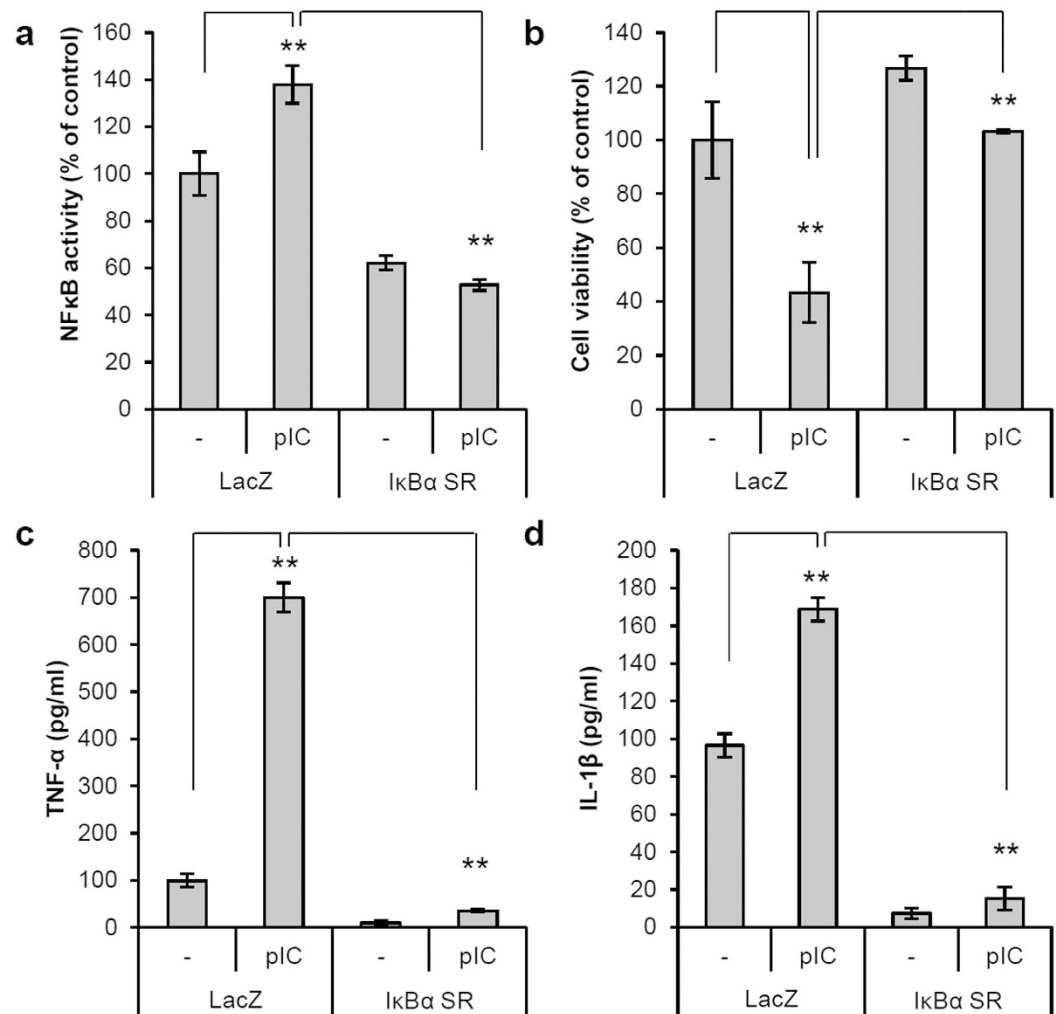 a
NFκB activity (% of control)
160
140
120
100
80
60
40
20
0
**
**
- pIC - pIC
LacZ IκBα SR
b
Cell viability (% of control)
140
120
100
80
60
40
20
0
**
**
- pIC - pIC
LacZ IκBα SR
c
TNF-α (pg/ml)
800
700
600
500
400
300
200
100
0
**
**
- pIC - pIC
LacZ IκBα SR
d
IL-1β (pg/ml)
200
180
160
140
120
100
80
60
40
20
0
**
**
- pIC - pIC
LacZ IκBα SR